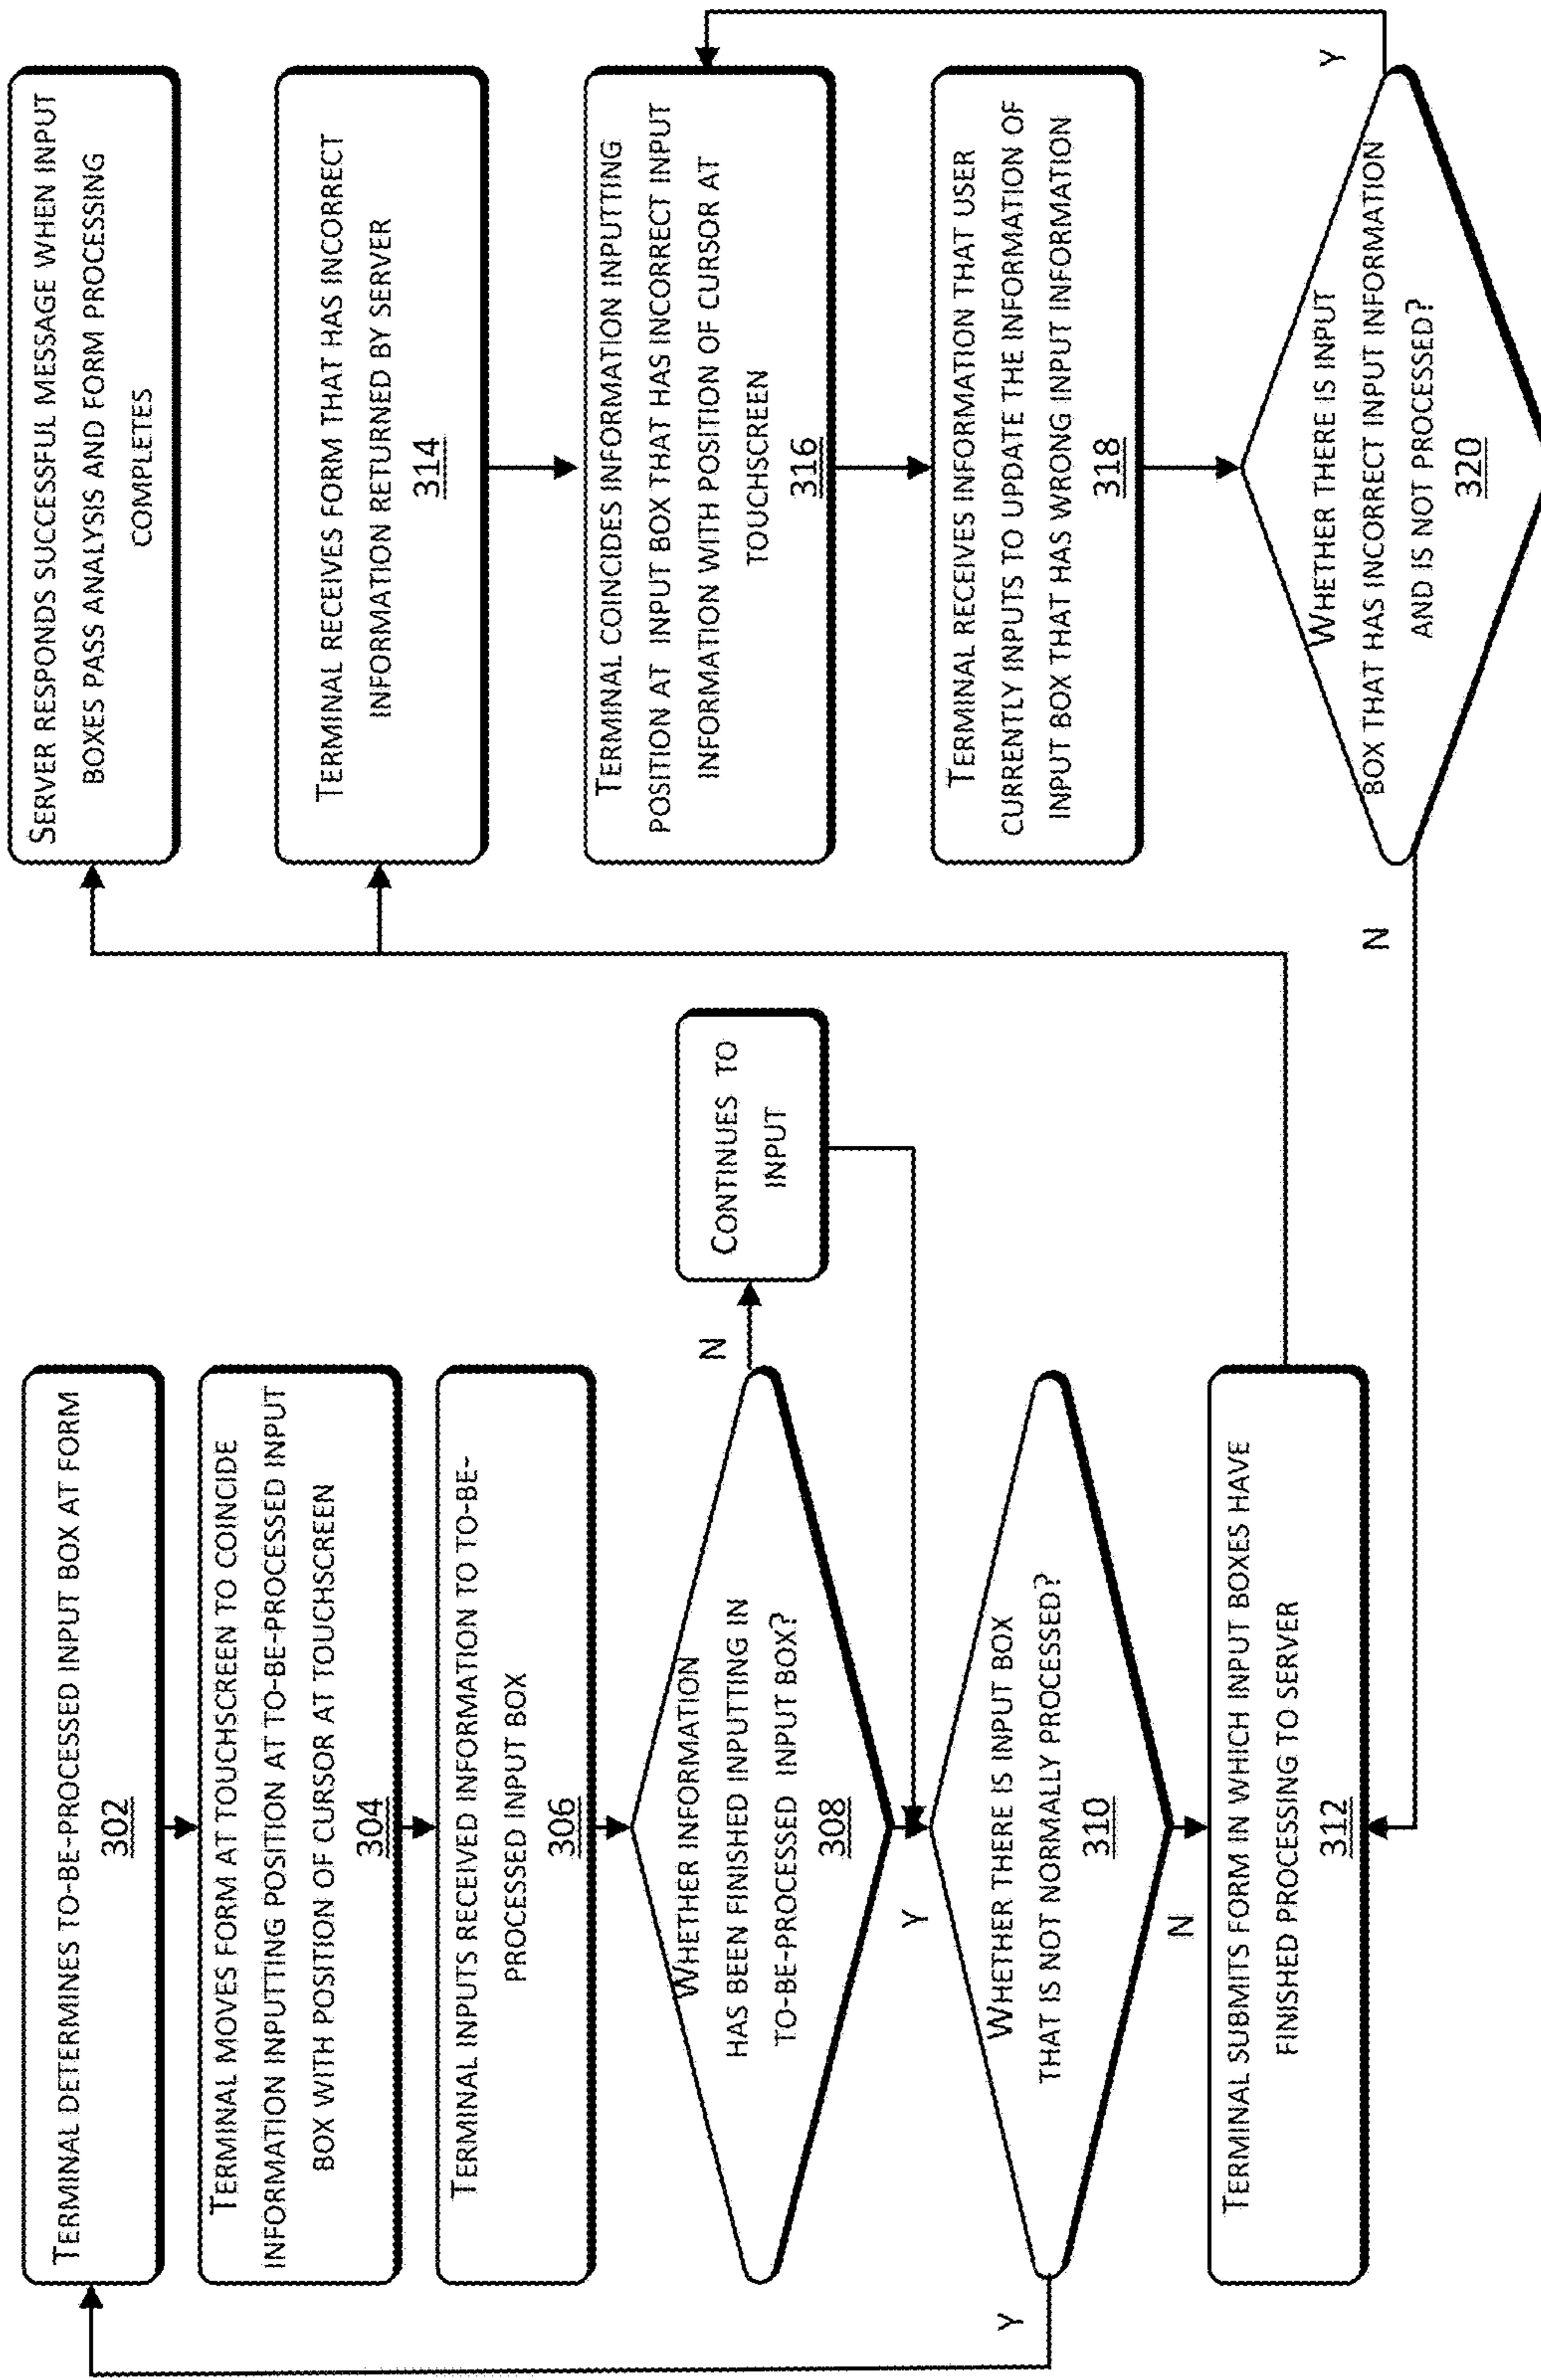 TERMINAL DETERMINES TO-BE-PROCESSED INPUT BOX AT FORM
302
TERMINAL MOVES FORM AT TOUCHSCREEN TO COINCIDE
INFORMATION INPUTTING POSITION AT TO-BE-PROCESSED INPUT
BOX WITH POSITION OF CURSOR AT TOUCHSCREEN
304
TERMINAL INPUTS RECEIVED INFORMATION TO TO-BE-
PROCESSED INPUT BOX
306
WHETHER INFORMATION
HAS BEEN FINISHED INPUTTING IN
TO-BE-PROCESSED INPUT BOX?
308
N
CONTINUES TO
INPUT
Y
WHETHER THERE IS INPUT BOX
THAT IS NOT NORMALLY PROCESSED?
310
Y
N
TERMINAL SUBMITS FORM IN WHICH INPUT BOXES HAVE
FINISHED PROCESSING TO SERVER
312
SERVER RESPONDS SUCCESSFUL MESSAGE WHEN INPUT
BOXES PASS ANALYSIS AND FORM PROCESSING
COMPLETES
TERMINAL RECEIVES FORM THAT HAS INCORRECT
INFORMATION RETURNED BY SERVER
314
TERMINAL COINCIDES INFORMATION INPUTTING
POSITION AT INPUT BOX THAT HAS INCORRECT INPUT
INFORMATION WITH POSITION OF CURSOR AT
TOUCHSCREEN
316
TERMINAL RECEIVES INFORMATION THAT USER
CURRENTLY INPUTS TO UPDATE THE INFORMATION OF
INPUT BOX THAT HAS WRONG INPUT INFORMATION
318
WHETHER THERE IS INPUT
BOX THAT HAS INCORRECT INPUT INFORMATION
AND IS NOT PROCESSED?
320
N
Y